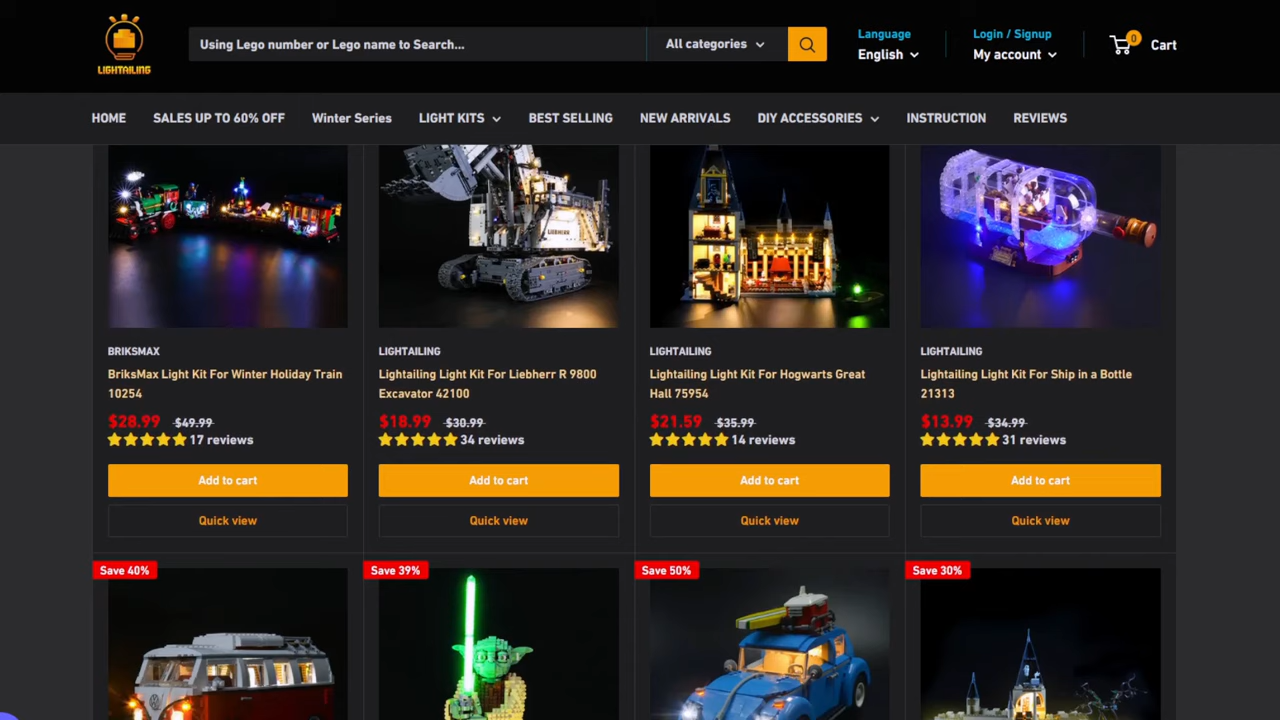 LIGHTAILING
Using Lego number or Lego name to Search...
All categories
Language
English
Login / Signup
My account
0
Cart
HOME
SALES UP TO 60% OFF
Winter Series
LIGHT KITS
BEST SELLING
NEW ARRIVALS
DIY ACCESSORIES
INSTRUCTION
REVIEWS
LIEBHERR
BRIKSMAX
BriksMax Light Kit For Winter Holiday Train
10254
$28.99 $49.99
17 reviews
Add to cart
Quick view
LIGHTAILING
Lightailing Light Kit For Liebherr R 9800
Excavator 42100
$18.99 $30.99
34 reviews
Add to cart
Quick view
LIGHTAILING
Lightailing Light Kit For Hogwarts Great
Hall 75954
$21.59 $35.99
14 reviews
Add to cart
Quick view
LIGHTAILING
Lightailing Light Kit For Ship in a Bottle
21313
$13.99 $34.99
31 reviews
Add to cart
Quick view
Save 40%
Save 39%
Save 50%
Save 30%